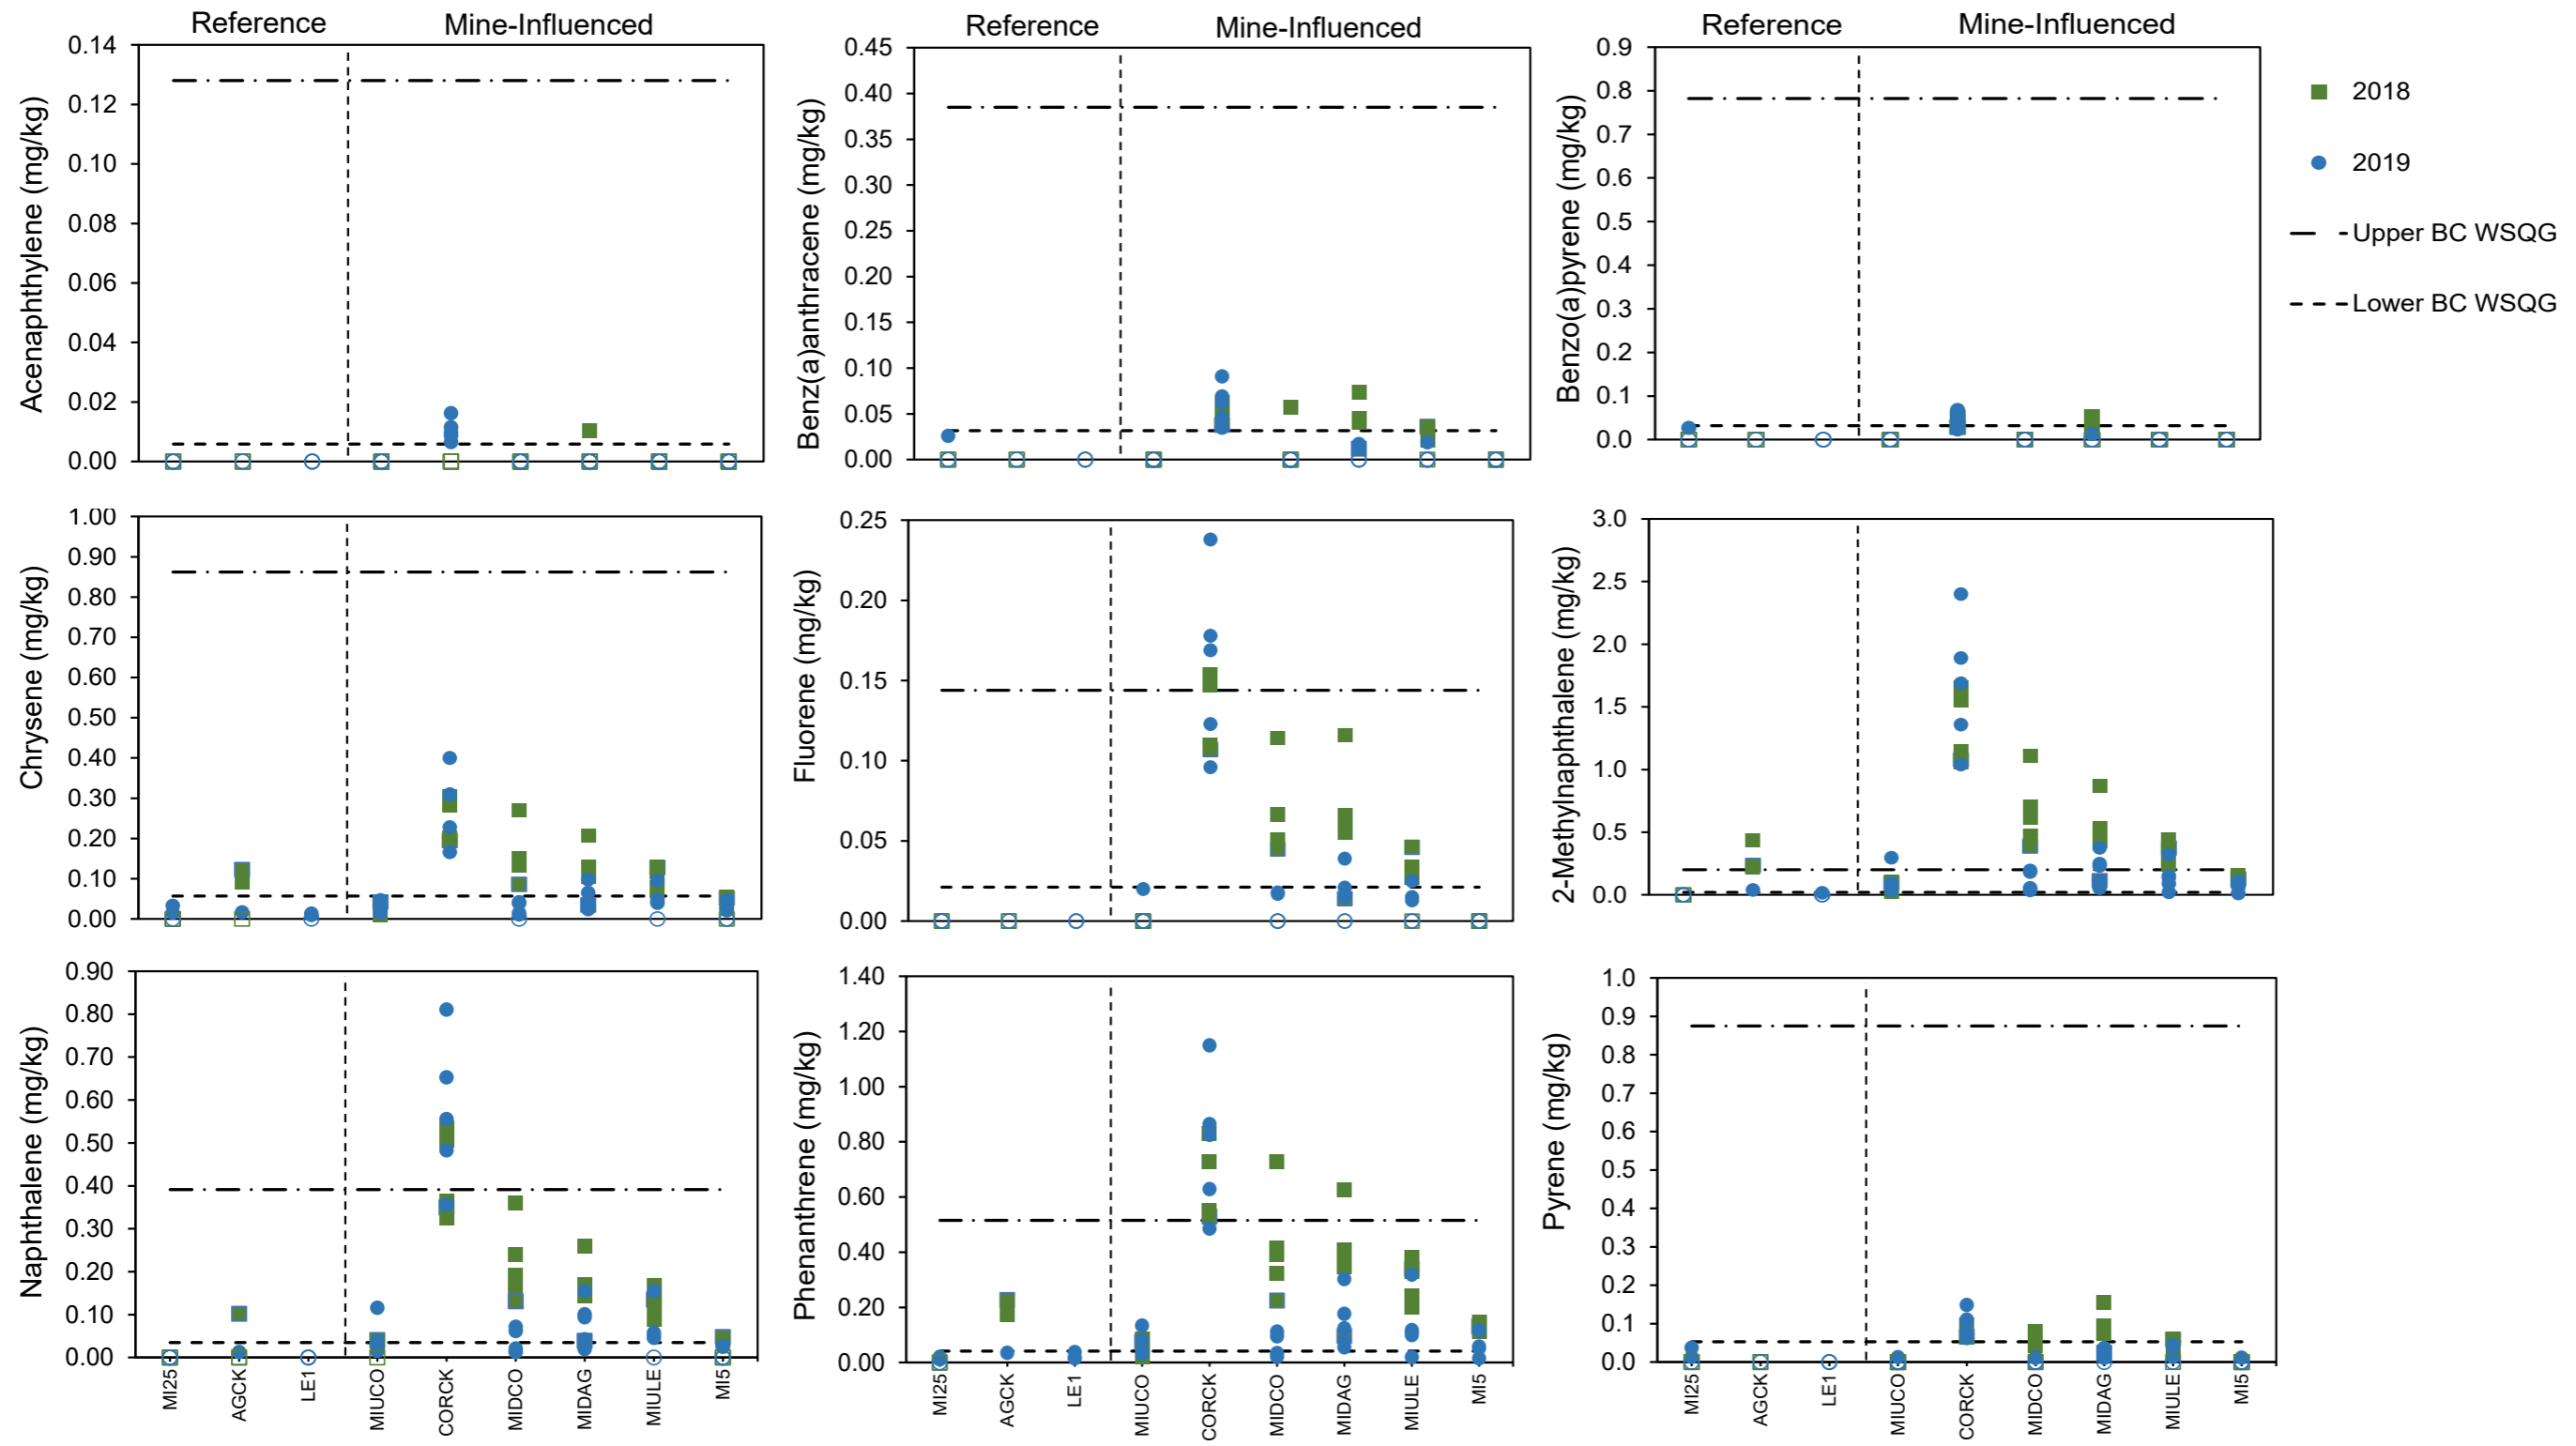 Reference Mine-Influenced
Reference Mine-Influenced
Reference Mine-Influenced
Acenaphthylene (mg/kg)
0.14
0.12
0.10
0.08
0.06
0.04
0.02
0.00
Benz(a)anthracene (mg/kg)
0.45
0.40
0.35
0.30
0.25
0.20
0.15
0.10
0.05
0.00
Benzo(a)pyrene (mg/kg)
0.9
0.8
0.7
0.6
0.5
0.4
0.3
0.2
0.1
0.0
2018
2019
Upper BC WSQG
Lower BC WSQG
Chrysene (mg/kg)
1.00
0.90
0.80
0.70
0.60
0.50
0.40
0.30
0.20
0.10
0.00
Fluorene (mg/kg)
0.25
0.20
0.15
0.10
0.05
0.00
2-Methylnaphthalene (mg/kg)
3.0
2.5
2.0
1.5
1.0
0.5
0.0
Naphthalene (mg/kg)
0.90
0.80
0.70
0.60
0.50
0.40
0.30
0.20
0.10
0.00
MI25
AGCK
LE1
MIUCO
CORCK
MIDCO
MIDAG
MIULE
MI5
Phenanthrene (mg/kg)
1.40
1.20
1.00
0.80
0.60
0.40
0.20
0.00
MI25
AGCK
LE1
MIUCO
CORCK
MIDCO
MIDAG
MIULE
MI5
Pyrene (mg/kg)
1.0
0.9
0.8
0.7
0.6
0.5
0.4
0.3
0.2
0.1
0.0
MI25
AGCK
LE1
MIUCO
CORCK
MIDCO
MIDAG
MIULE
MI5